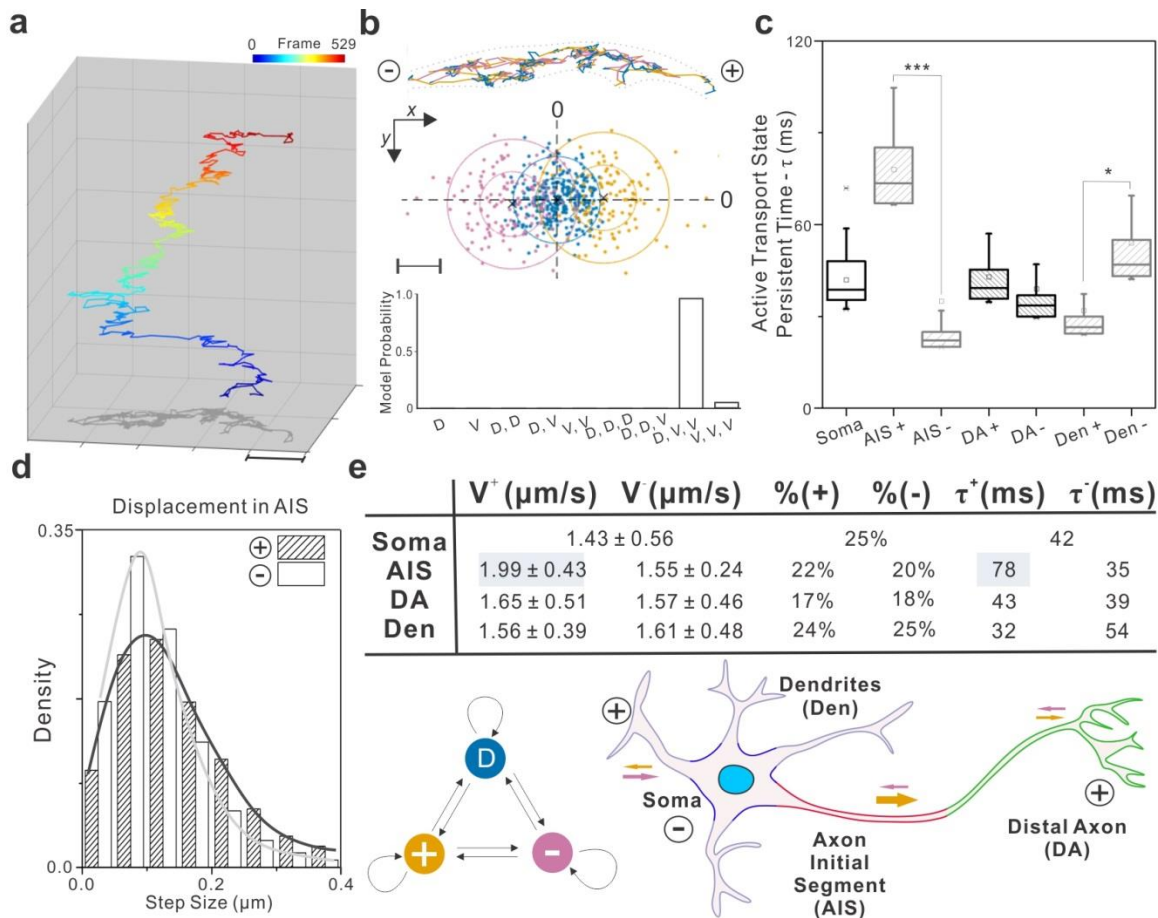 a
0 Frame 529
b
-
+
0
x
y
0
Model Probability
1.0
0.5
0
D
V
D, D
D, V
V, V
D, D, D
D, D, V
D, V, V
V, V, V
c
Active Transport State
Persistent Time - τ (ms)
120
60
0
***
*
Soma
AIS+
AIS-
DA+
DA-
Den+
Den-
d
Displacement in AIS
+
-
Density
0.35
0.0
0.0 0.2 0.4
Step Size (μm)
e
V⁺ (μm/s) V⁻ (μm/s) %(+) %(-) τ⁺ (ms) τ⁻ (ms)
Soma 1.43 ± 0.56 25% 42
AIS 1.99 ± 0.43 1.55 ± 0.24 22% 20% 78 35
DA 1.65 ± 0.51 1.57 ± 0.46 17% 18% 43 39
Den 1.56 ± 0.39 1.61 ± 0.48 24% 25% 32 54
D
+
-
+
Dendrites
(Den)
Soma
-
Axon
Initial
Segment
(AIS)
+
Distal Axon
(DA)